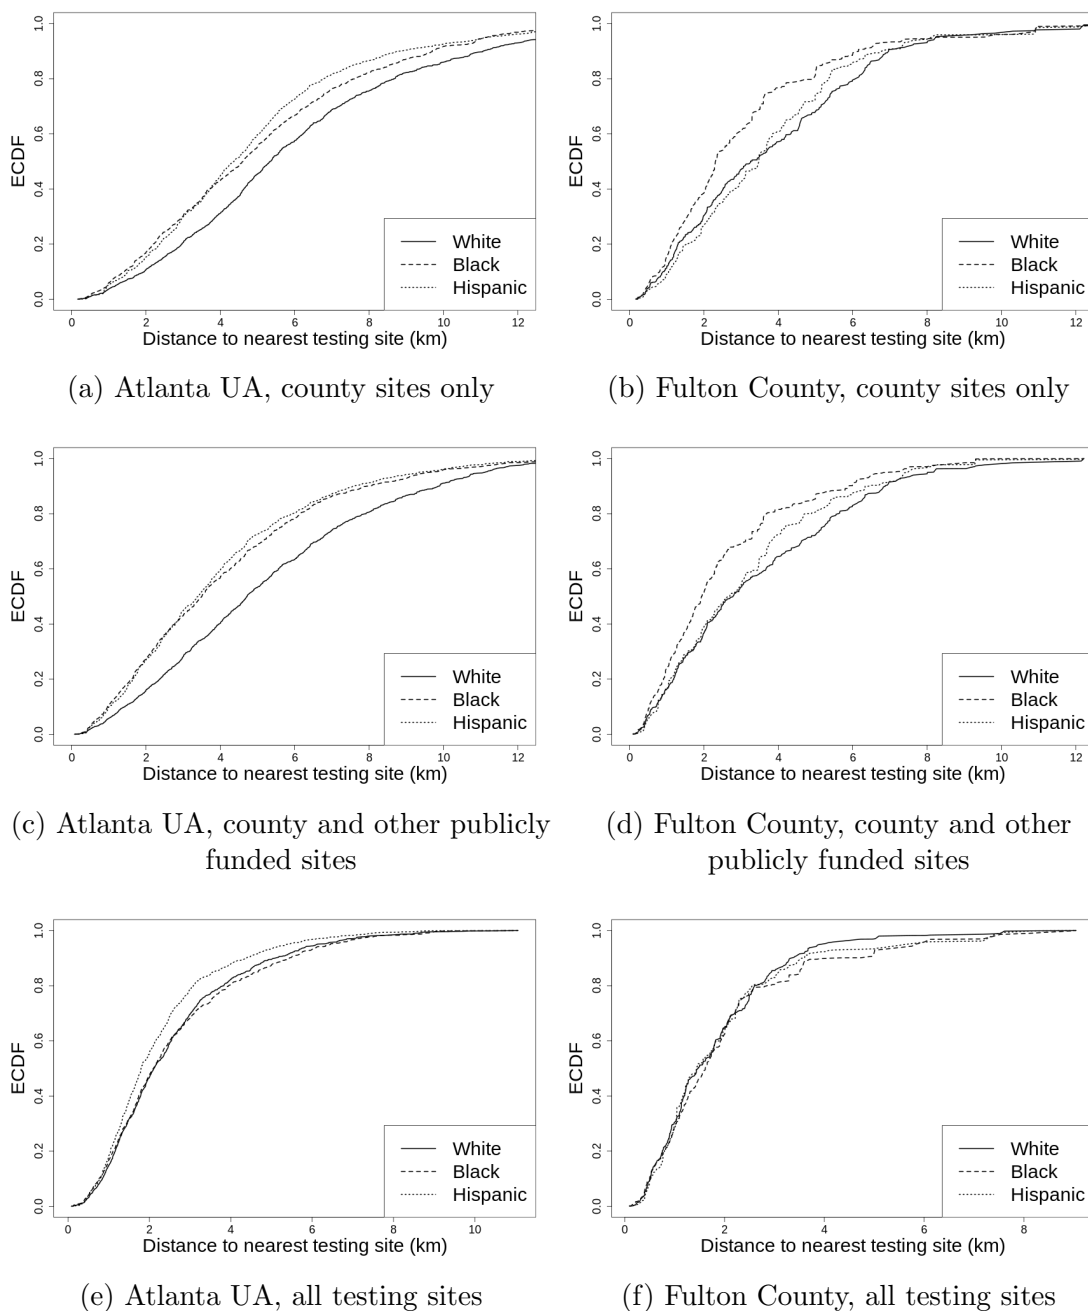 ECDF
0.0 0.2 0.4 0.6 0.8 1.0
White
Black
Hispanic
0 2 4 6 8 10 12
Distance to nearest testing site (km)
(a) Atlanta UA, county sites only
ECDF
0.0 0.2 0.4 0.6 0.8 1.0
White
Black
Hispanic
0 2 4 6 8 10 12
Distance to nearest testing site (km)
(b) Fulton County, county sites only
ECDF
0.0 0.2 0.4 0.6 0.8 1.0
White
Black
Hispanic
0 2 4 6 8 10 12
Distance to nearest testing site (km)
(c) Atlanta UA, county and other publicly
funded sites
ECDF
0.0 0.2 0.4 0.6 0.8 1.0
White
Black
Hispanic
0 2 4 6 8 10 12
Distance to nearest testing site (km)
(d) Fulton County, county and other
publicly funded sites
ECDF
0.0 0.2 0.4 0.6 0.8 1.0
White
Black
Hispanic
0 2 4 6 8 10
Distance to nearest testing site (km)
(e) Atlanta UA, all testing sites
ECDF
0.0 0.2 0.4 0.6 0.8 1.0
White
Black
Hispanic
0 2 4 6 8
Distance to nearest testing site (km)
(f) Fulton County, all testing sites